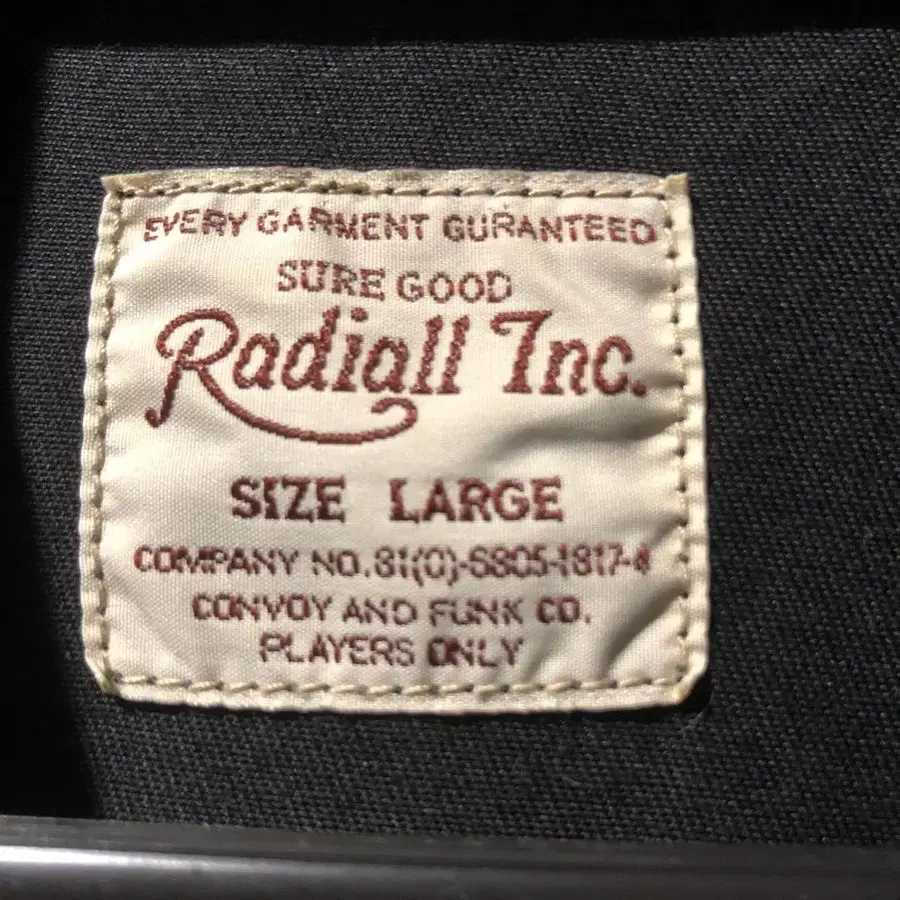 EVERY GARMENT GURANTEED
SURE GOOD
Radiall Inc.
SIZE LARGE
COMPANY NO.81(0)-S805-1817-4
CONVOY AND FUNK CO.
PLAYERS ONLY